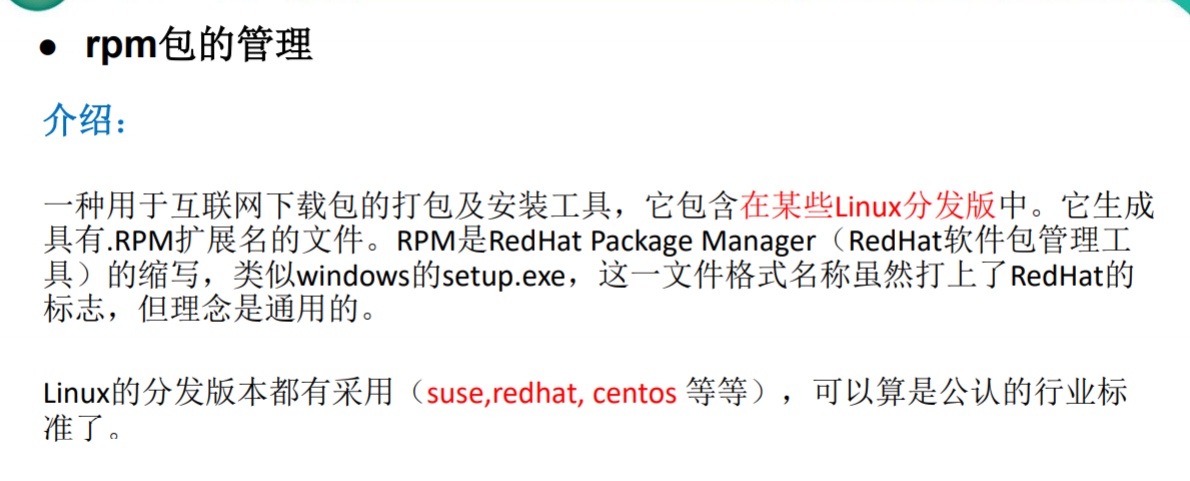 ● rpm包的管理
介绍：
一种用于互联网下载包的打包及安装工具，它包含在某些Linux分发版中。它生成
具有.RPM扩展名的文件。RPM是RedHat Package Manager（RedHat软件包管理工
具）的缩写，类似windows的setup.exe，这一文件格式名称虽然打上了RedHat的
标志，但理念是通用的。
Linux的分发版本都有采用（suse,redhat, centos 等等），可以算是公认的行业标
准了。